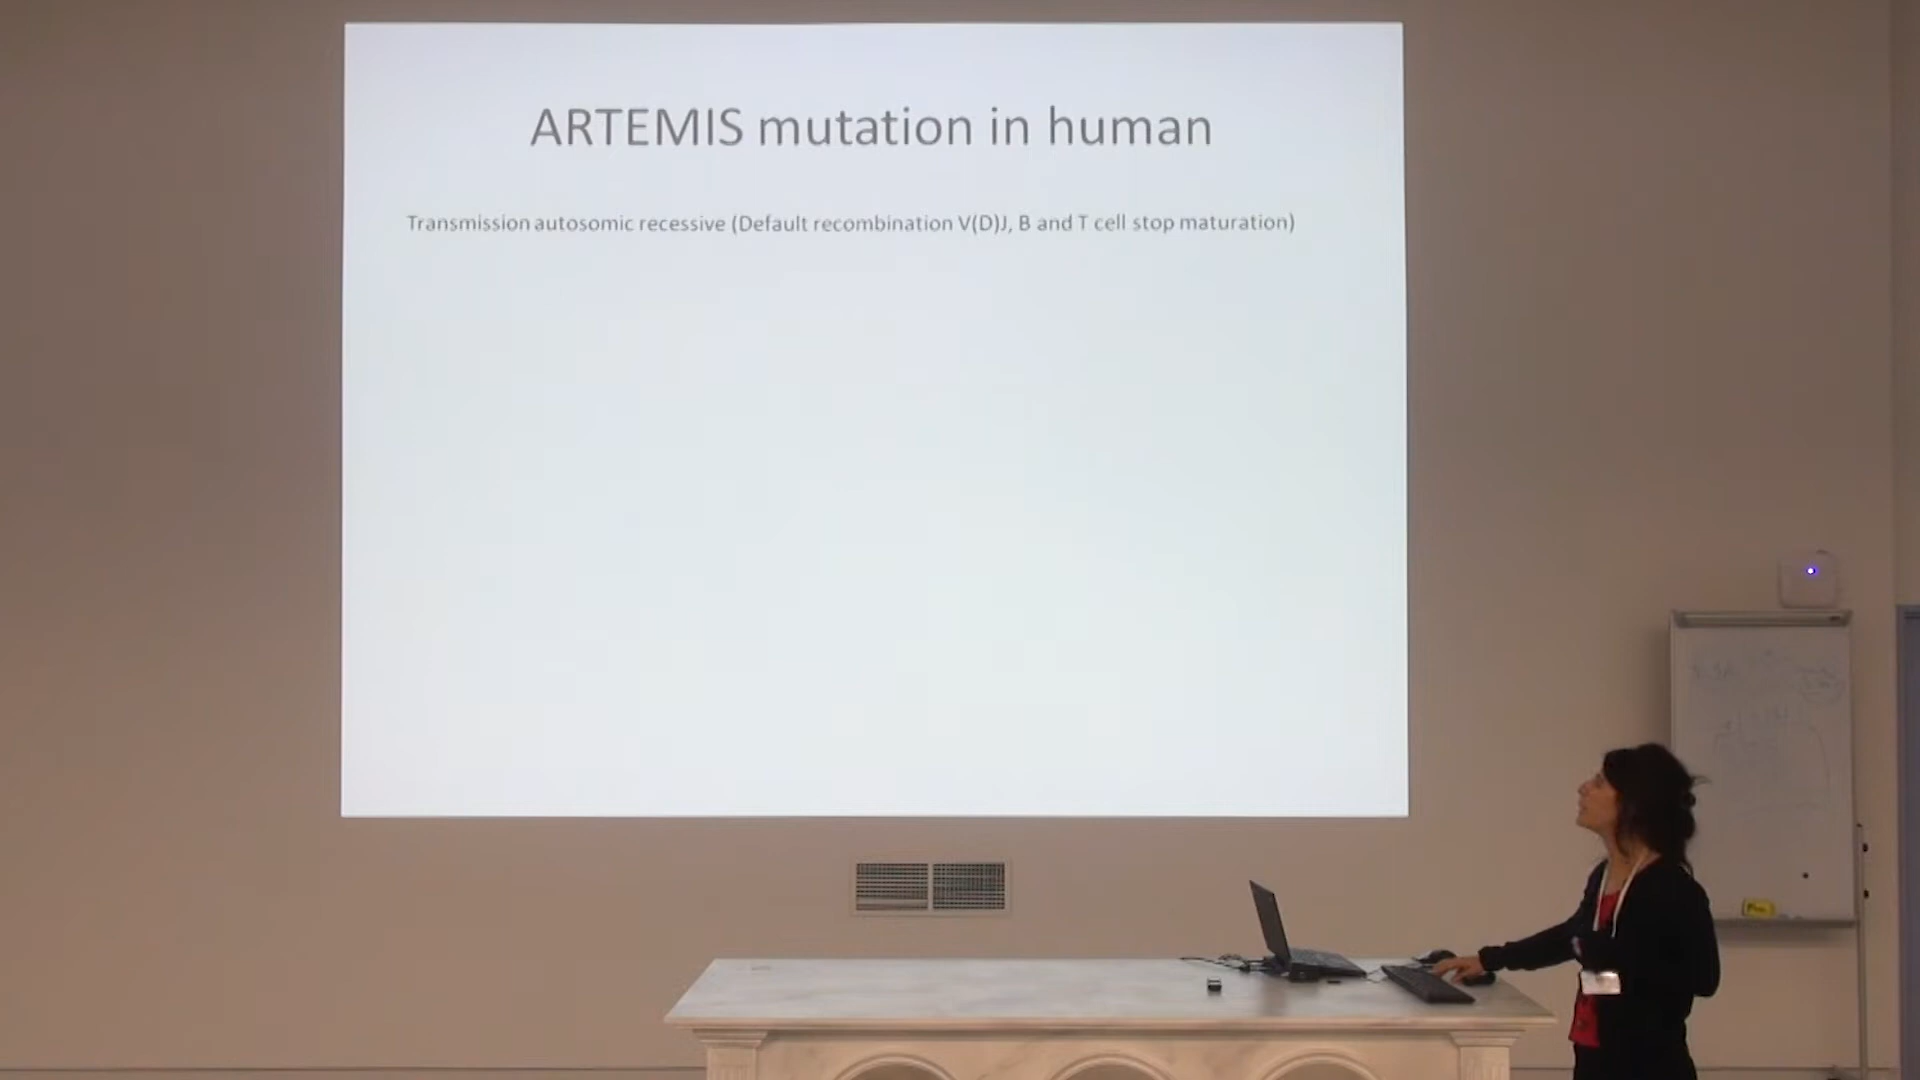 ARTEMIS mutation in human
Transmission autosomic recessive (Default recombination V(D)J, B and T cell stop maturation)